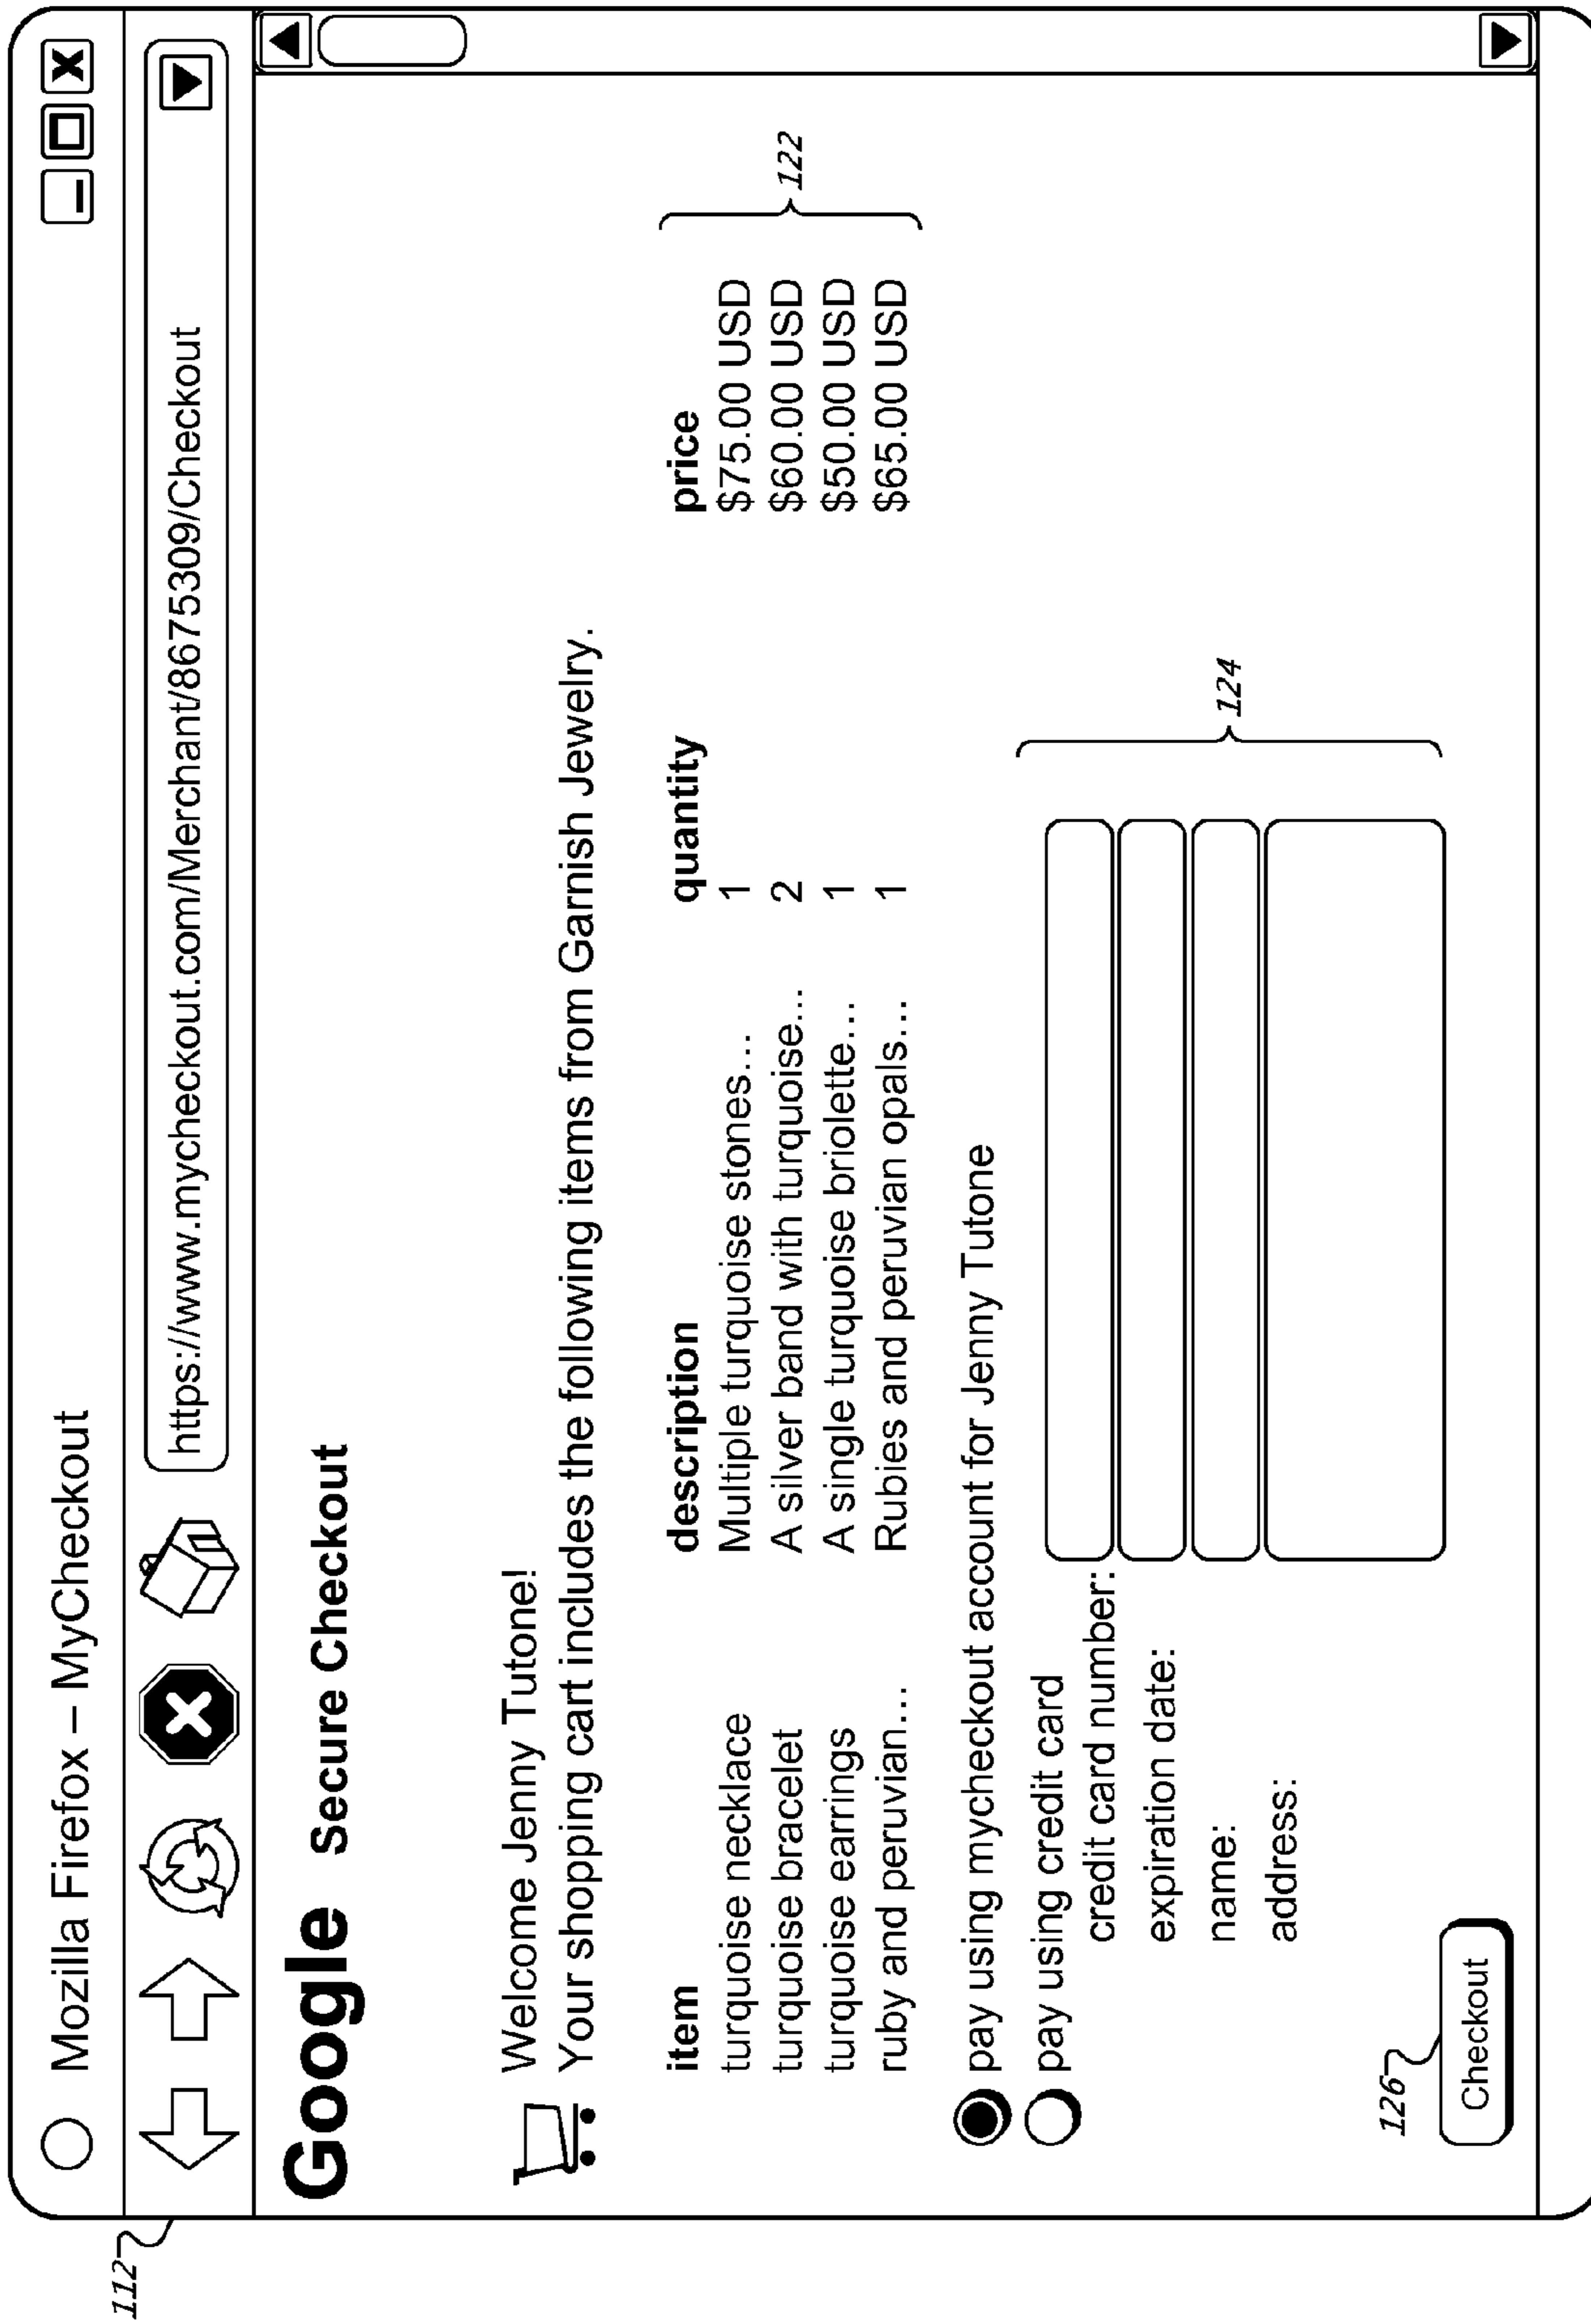 112
Mozilla Firefox – MyCheckout
https://www.mycheckout.com/Merchant/8675309/Checkout
Google Secure Checkout
Welcome Jenny Tutone!
Your shopping cart includes the following items from Garnish Jewelry.
item description quantity price
turquoise necklace Multiple turquoise stones... 1 $75.00 USD
turquoise bracelet A silver band with turquoise... 2 $60.00 USD
turquoise earrings A single turquoise briolette... 1 $50.00 USD
ruby and peruvian... Rubies and peruvian opals... 1 $65.00 USD
122
pay using mycheckout account for Jenny Tutone
pay using credit card
credit card number:
expiration date:
name:
address:
124
126
Checkout